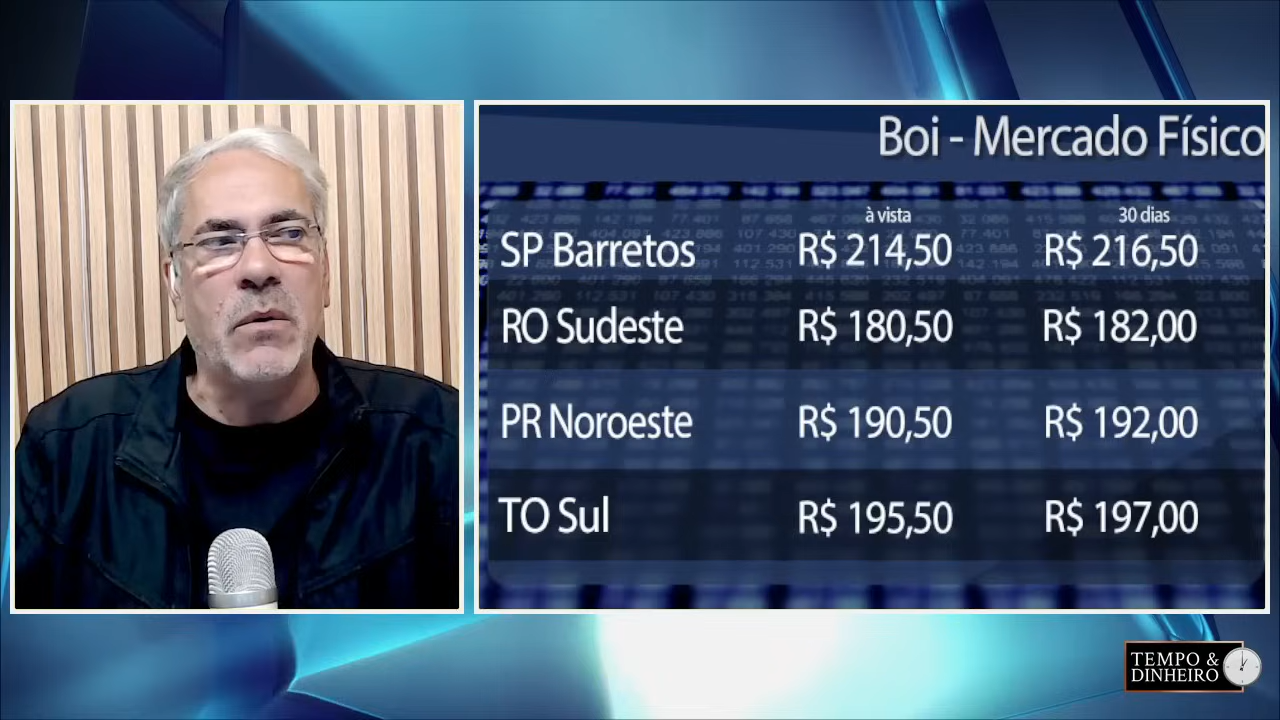 Boi - Mercado Físico
à vista 30 dias
SP Barretos R$ 214,50 R$ 216,50
RO Sudeste R$ 180,50 R$ 182,00
PR Noroeste R$ 190,50 R$ 192,00
TO Sul R$ 195,50 R$ 197,00
TEMPO &
DINHEIRO